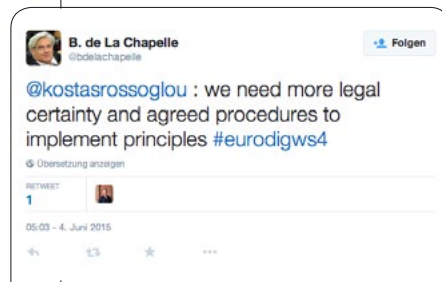 B. de La Chapelle
@bdelachapelle
Folgen
@kostasrossoglou : we need more legal
certainty and agreed procedures to
implement principles #eurodigws4
Übersetzung anzeigen
RETWEET
1
05:03 - 4. Juni 2015